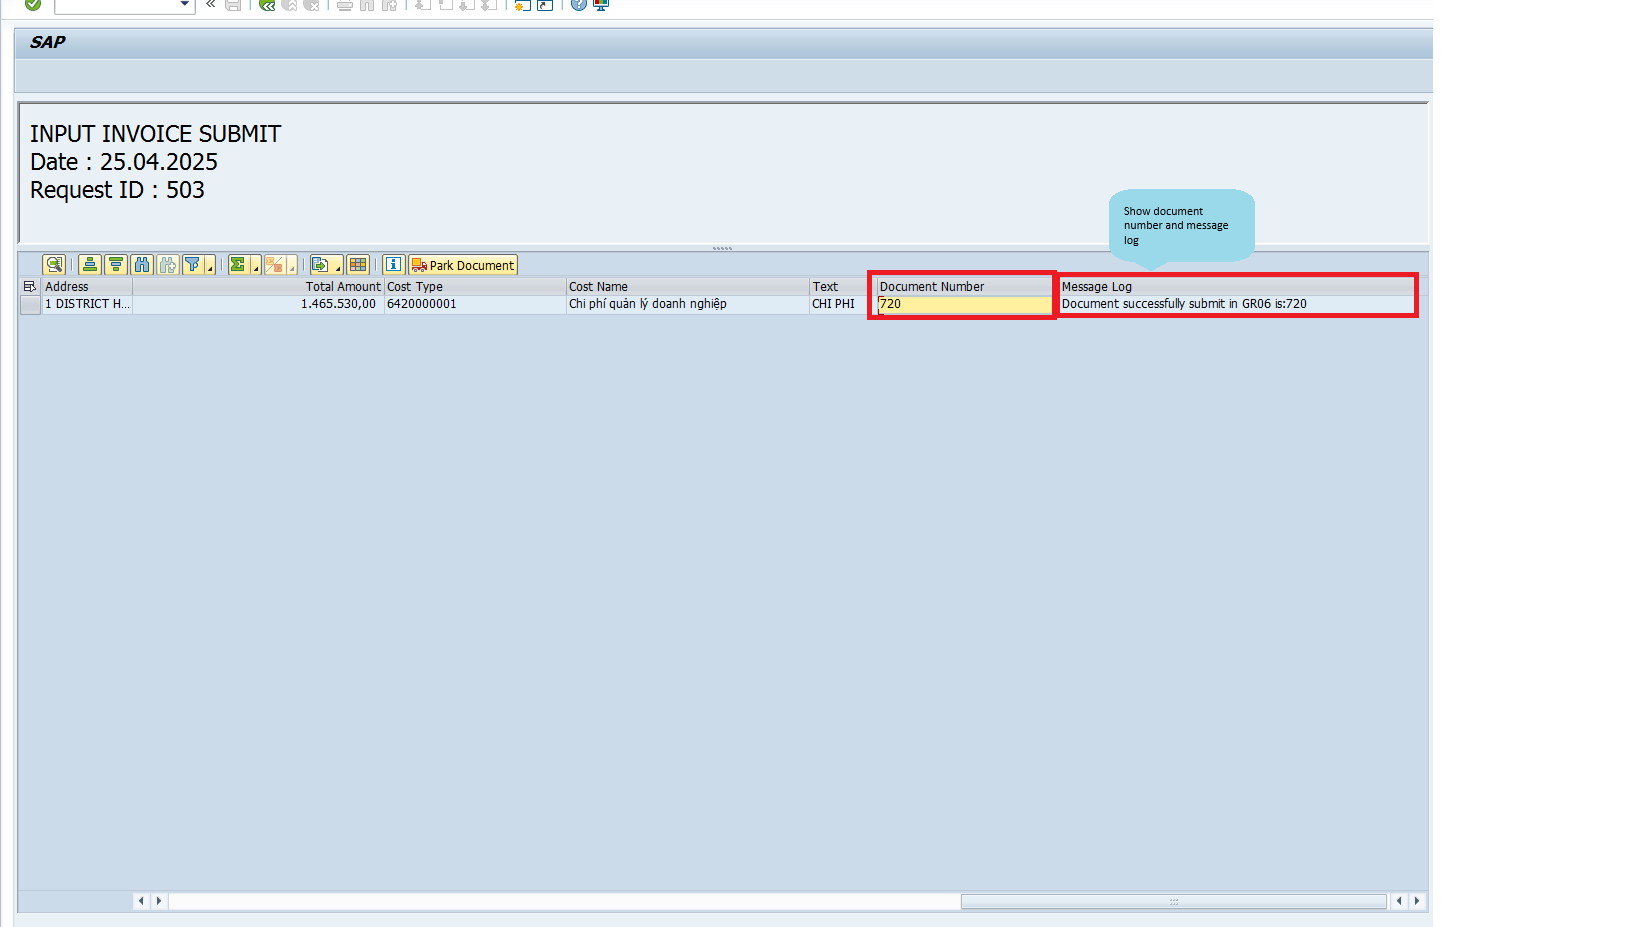 SAP
INPUT INVOICE SUBMIT
Date : 25.04.2025
Request ID : 503
Show document
number and message
log
Park Document
Address Total Amount Cost Type Cost Name Text Document Number Message Log
1 DISTRICT H... 1.465.530,00 6420000001 Chi phí quản lý doanh nghiệp CHI PHI 720 Document successfully submit in GR06 is:720